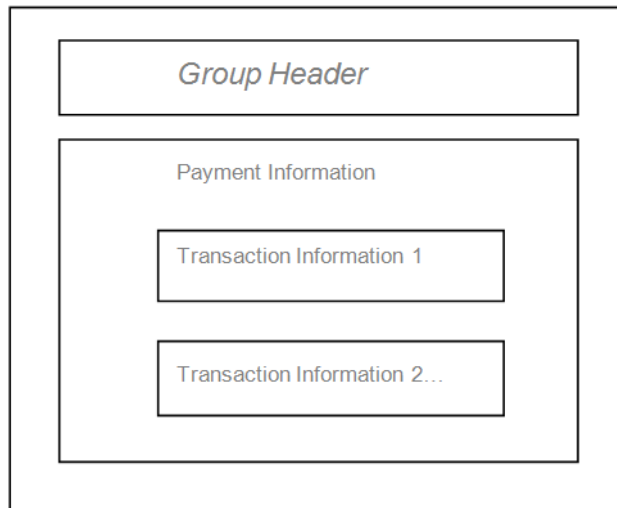 Group Header
Payment Information
Transaction Information 1
Transaction Information 2...